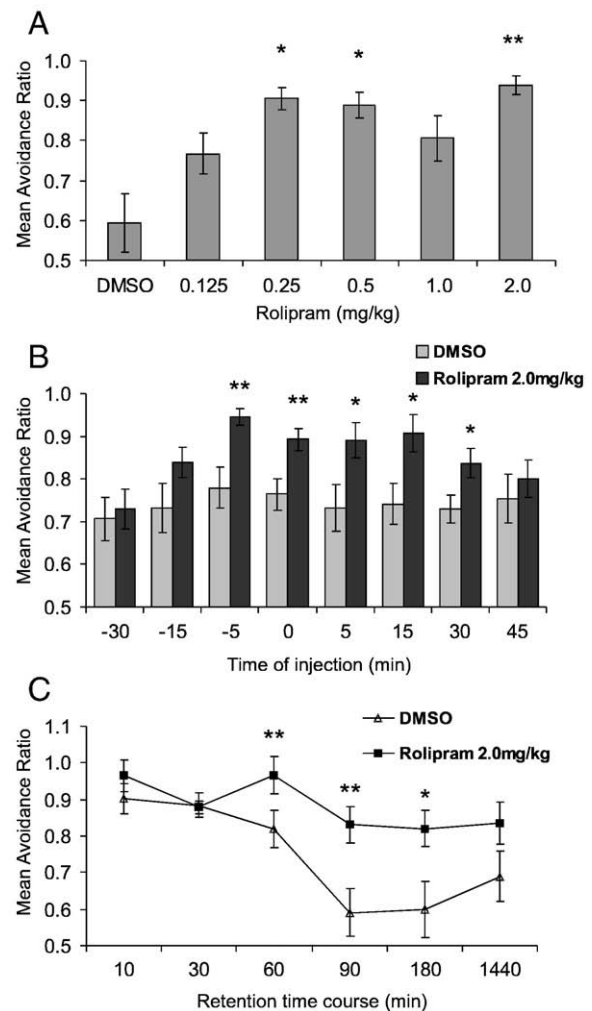 A
* * **
Mean Avoidance Ratio
1.0
0.9
0.8
0.7
0.6
0.5
DMSO 0.125 0.25 0.5 1.0 2.0
Rolipram (mg/kg)
B
DMSO
Rolipram 2.0mg/kg
** ** * * *
Mean Avoidance Ratio
1.0
0.9
0.8
0.7
0.6
0.5
-30 -15 -5 0 5 15 30 45
Time of injection (min)
C
DMSO
Rolipram 2.0mg/kg
** ** *
Mean Avoidance Ratio
1.1
1.0
0.9
0.8
0.7
0.6
0.5
10 30 60 90 180 1440
Retention time course (min)